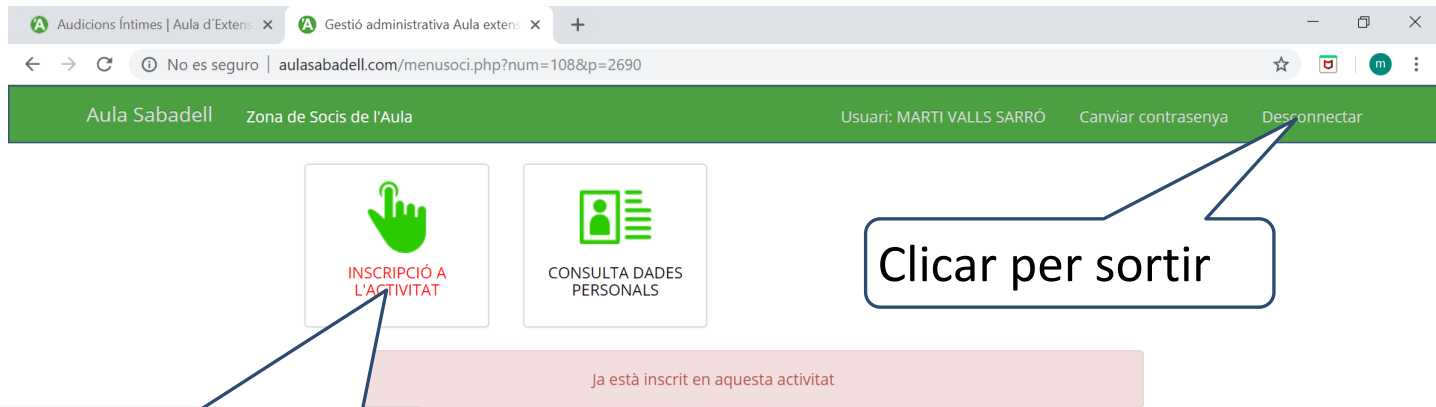 Audicions Íntimes | Aula d´Extens
Gestió administrativa Aula extens
No es seguro | aulasabadell.com/menusoci.php?num=108&p=2690
m
Aula Sabadell Zona de Socis de l'Aula Usuari: MARTI VALLS SARRÓ Canviar contrasenya Desconnectar
INSCRIPCIÓ A
L'ACTIVITAT
CONSULTA DADES
PERSONALS
Clicar per sortir
Ja està inscrit en aquesta activitat